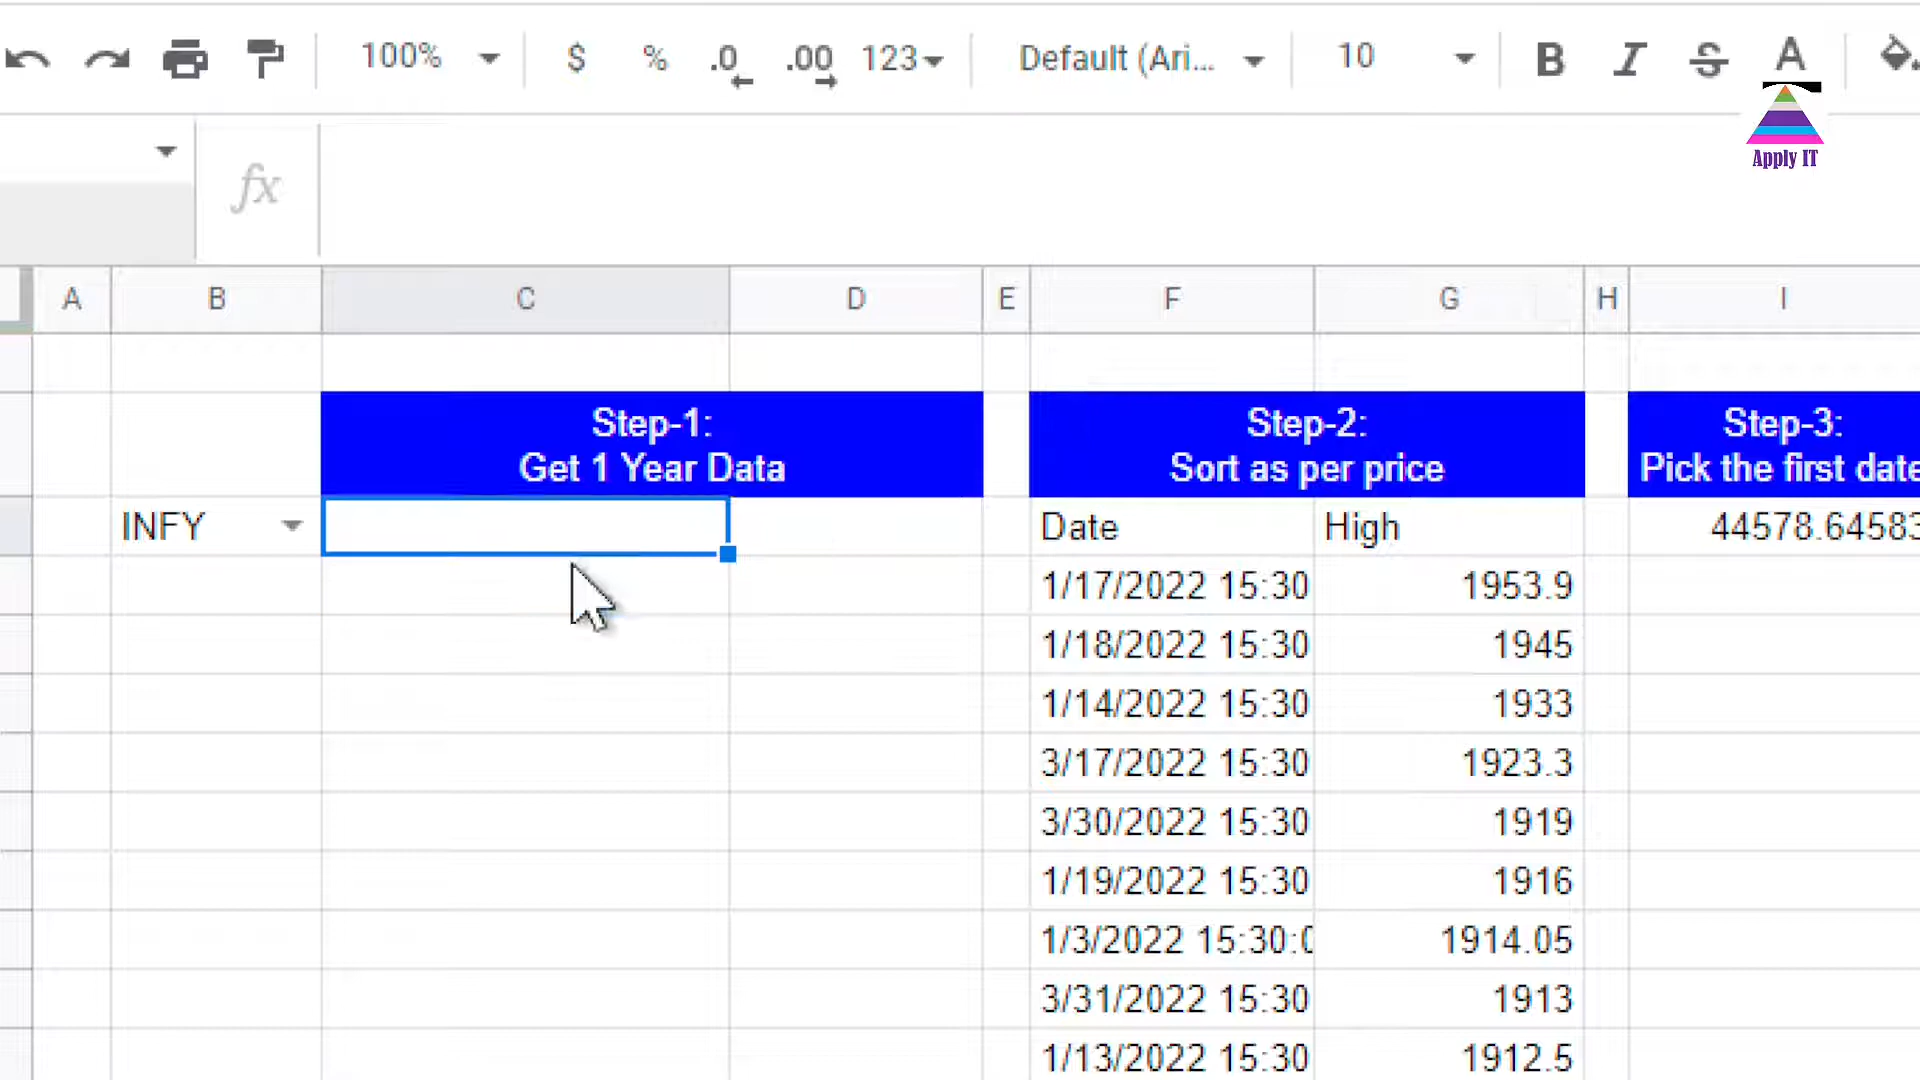 100% $ % .0 .00 123 Default (Ari... 10 B I S A
Apply IT
fx
A B C D E F G H I
Step-1:
Get 1 Year Data
Step-2:
Sort as per price
Step-3:
Pick the first date
INFY Date High 44578.64583
1/17/2022 15:30 1953.9
1/18/2022 15:30 1945
1/14/2022 15:30 1933
3/17/2022 15:30 1923.3
3/30/2022 15:30 1919
1/19/2022 15:30 1916
1/3/2022 15:30:0 1914.05
3/31/2022 15:30 1913
1/13/2022 15:30 1912.5